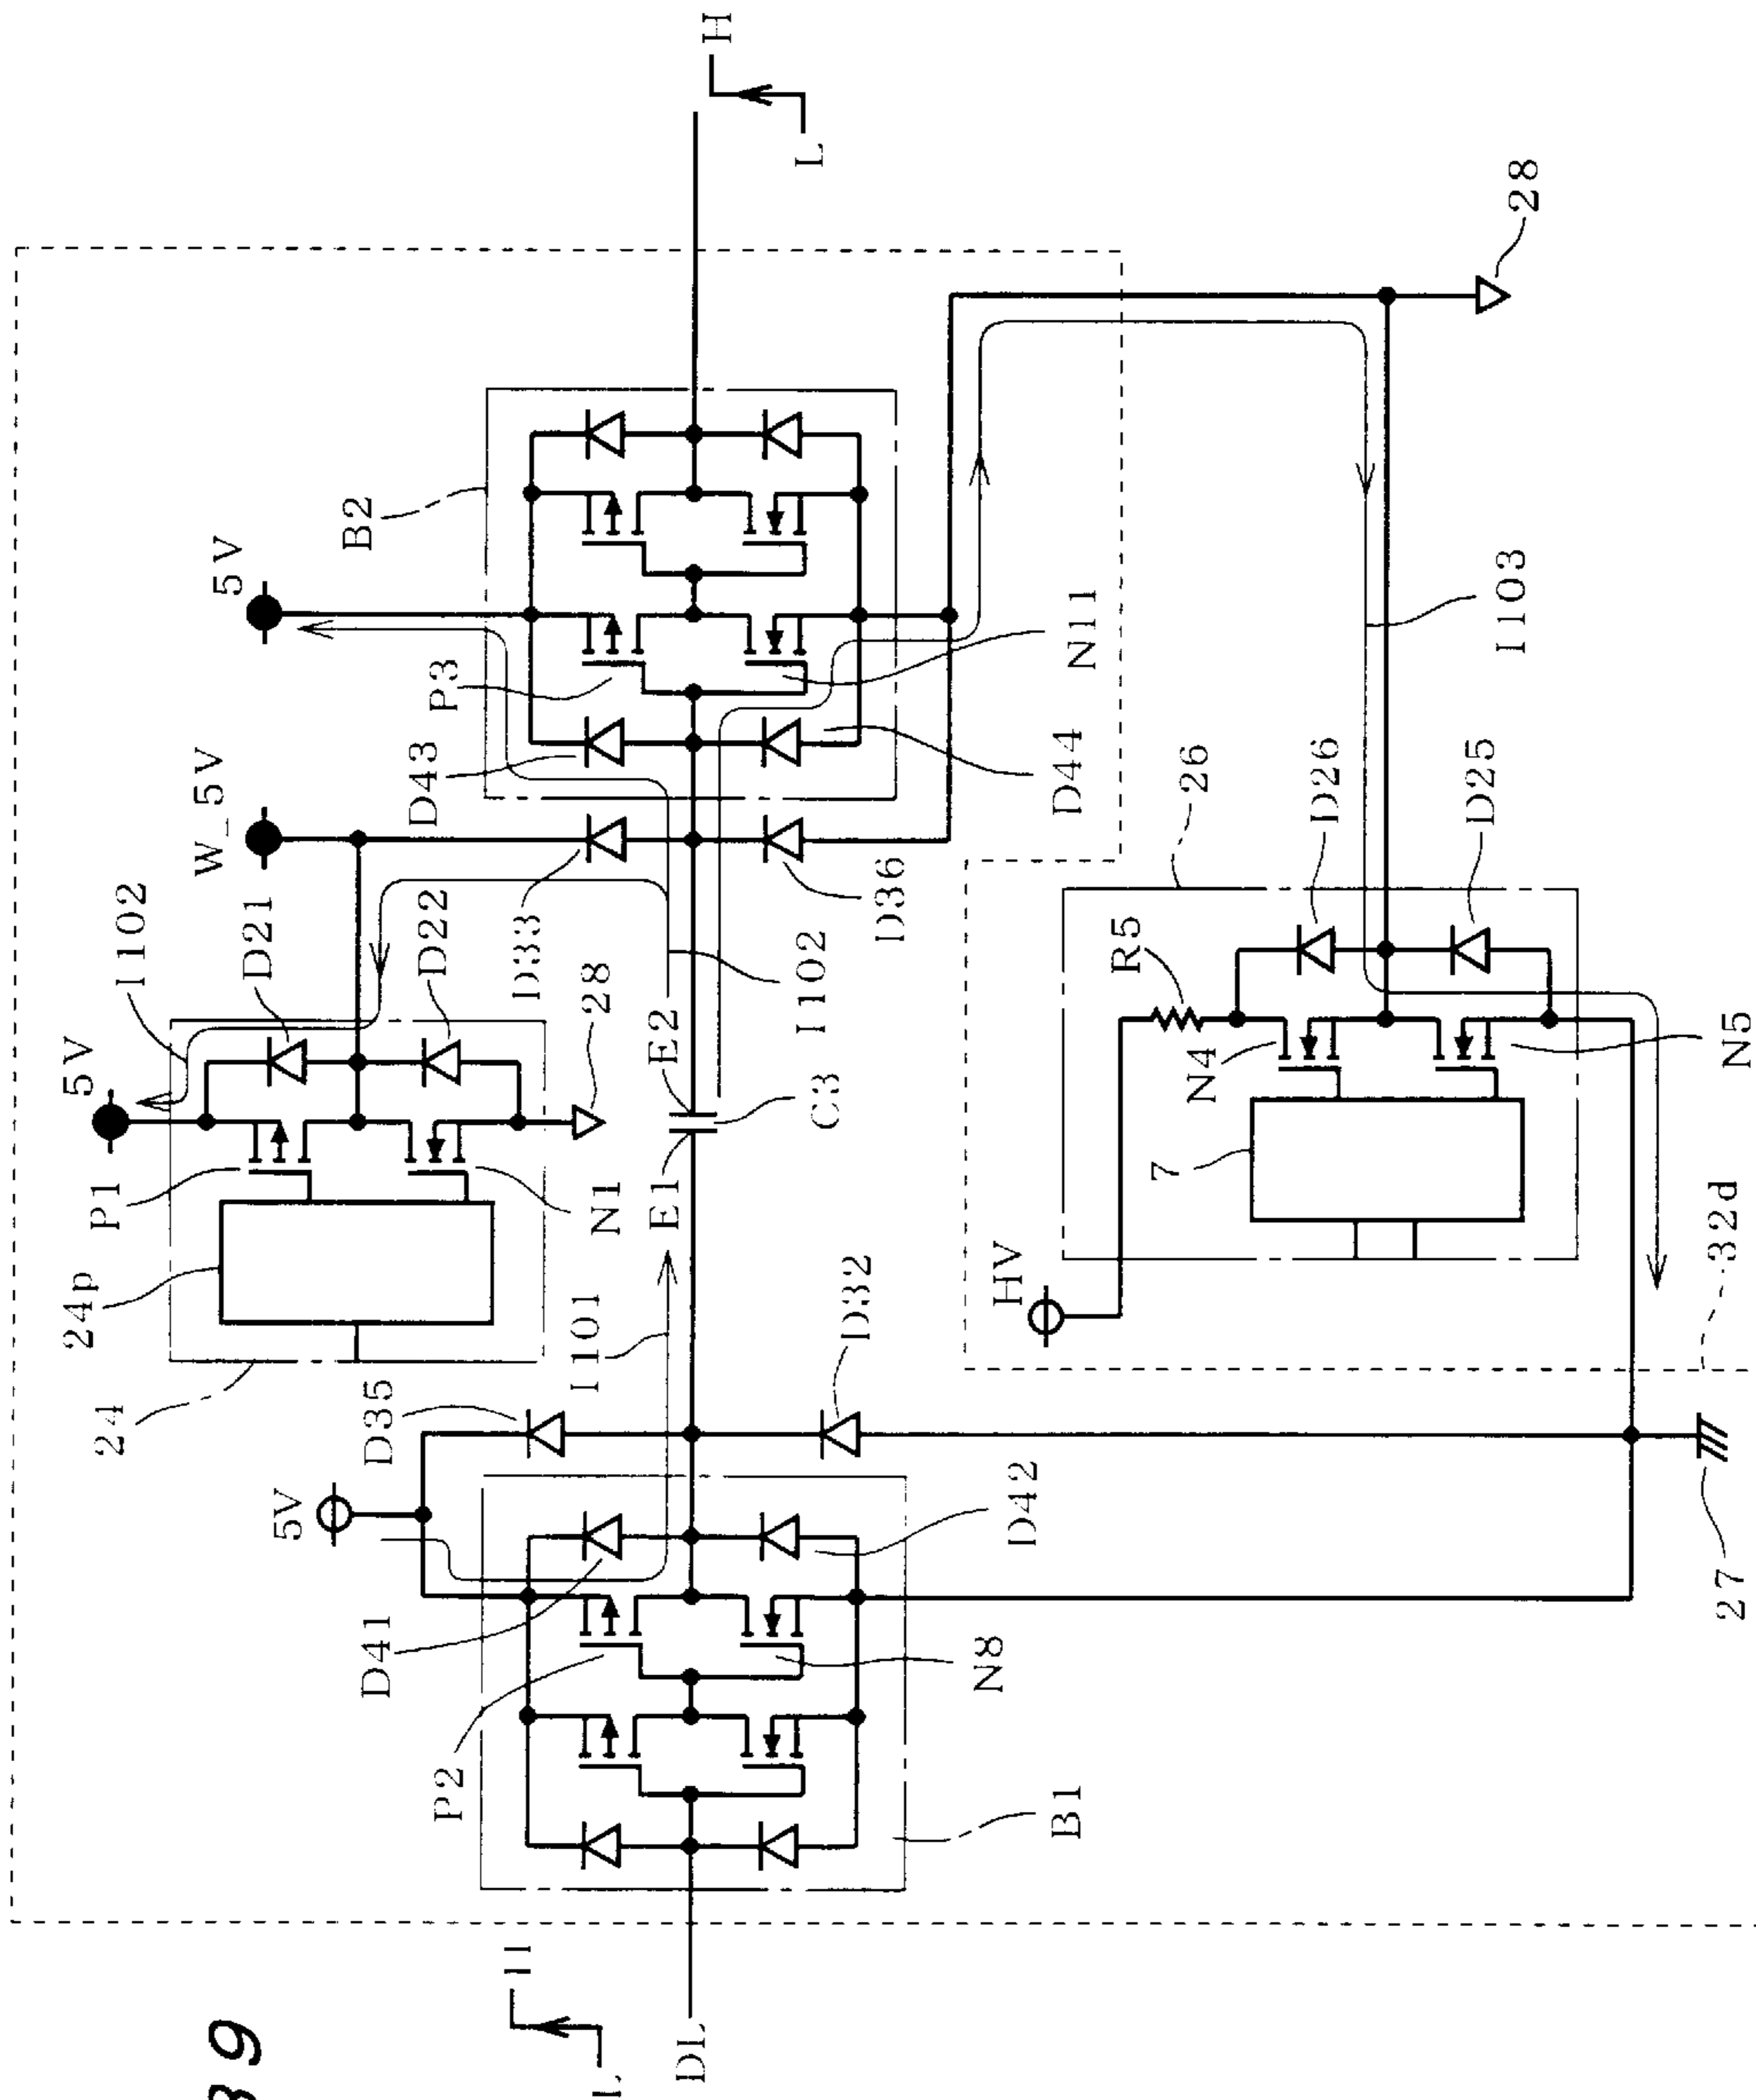 89
H
L
H
L
DL
28
B2
5V
P3
N11
D43
D44
W_5V
D33
D36
I102
D21
D22
I102
28
5V
P1
N1
24p
24
E1
E2
C3
I101
I103
26
D26
D25
R5
N4
N5
7
HV
32d
D35
D32
5V
D41
D42
P2
N8
B1
27